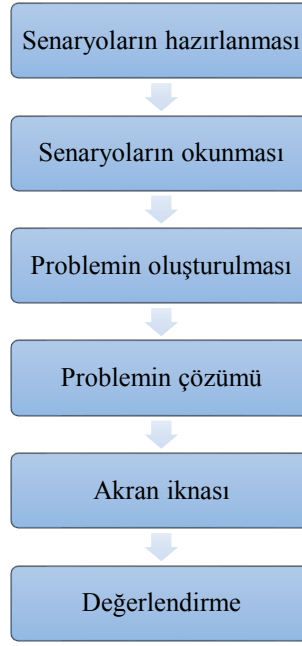 Senaryoların hazırlanması
Senaryoların okunması
Problemin oluşturulması
Problemin çözümü
Akran iknası
Değerlendirme